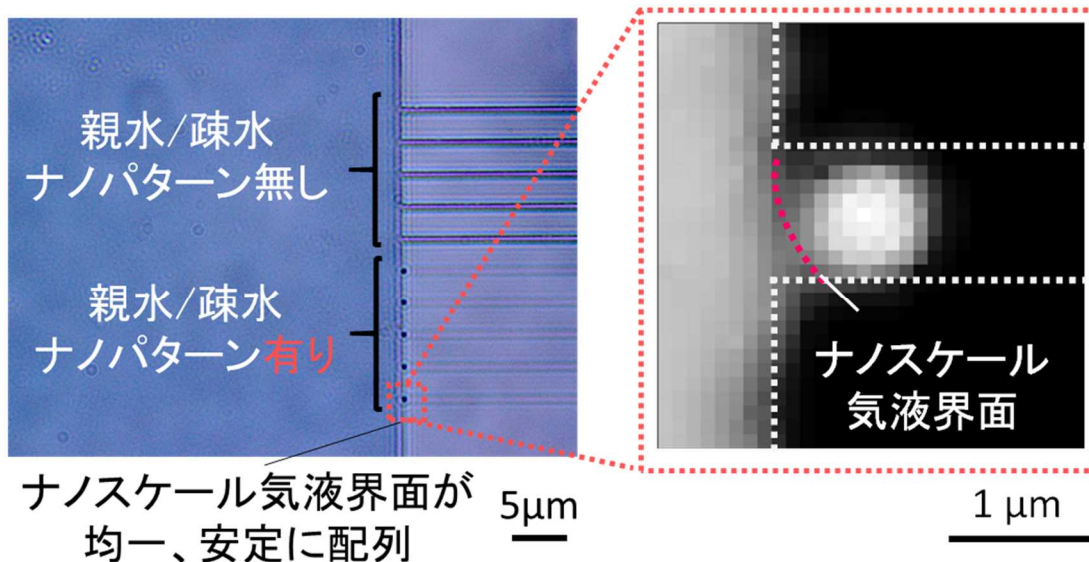 親水/疎水
ナノパターン無し
親水/疎水
ナノパターン有り
ナノスケール気液界面が
均一、安定に配列
5μm
ナノスケール
気液界面
1 μm